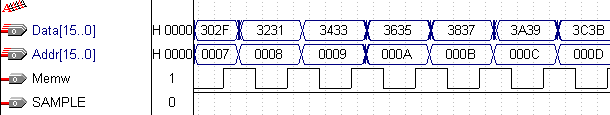 Data[15..0] H 0000 302F 3231 3433 3635 3837 3A39 3C3B
Addr[15..0] H 0000 0007 0008 0009 000A 000B 000C 000D
Memw 1
SAMPLE 0